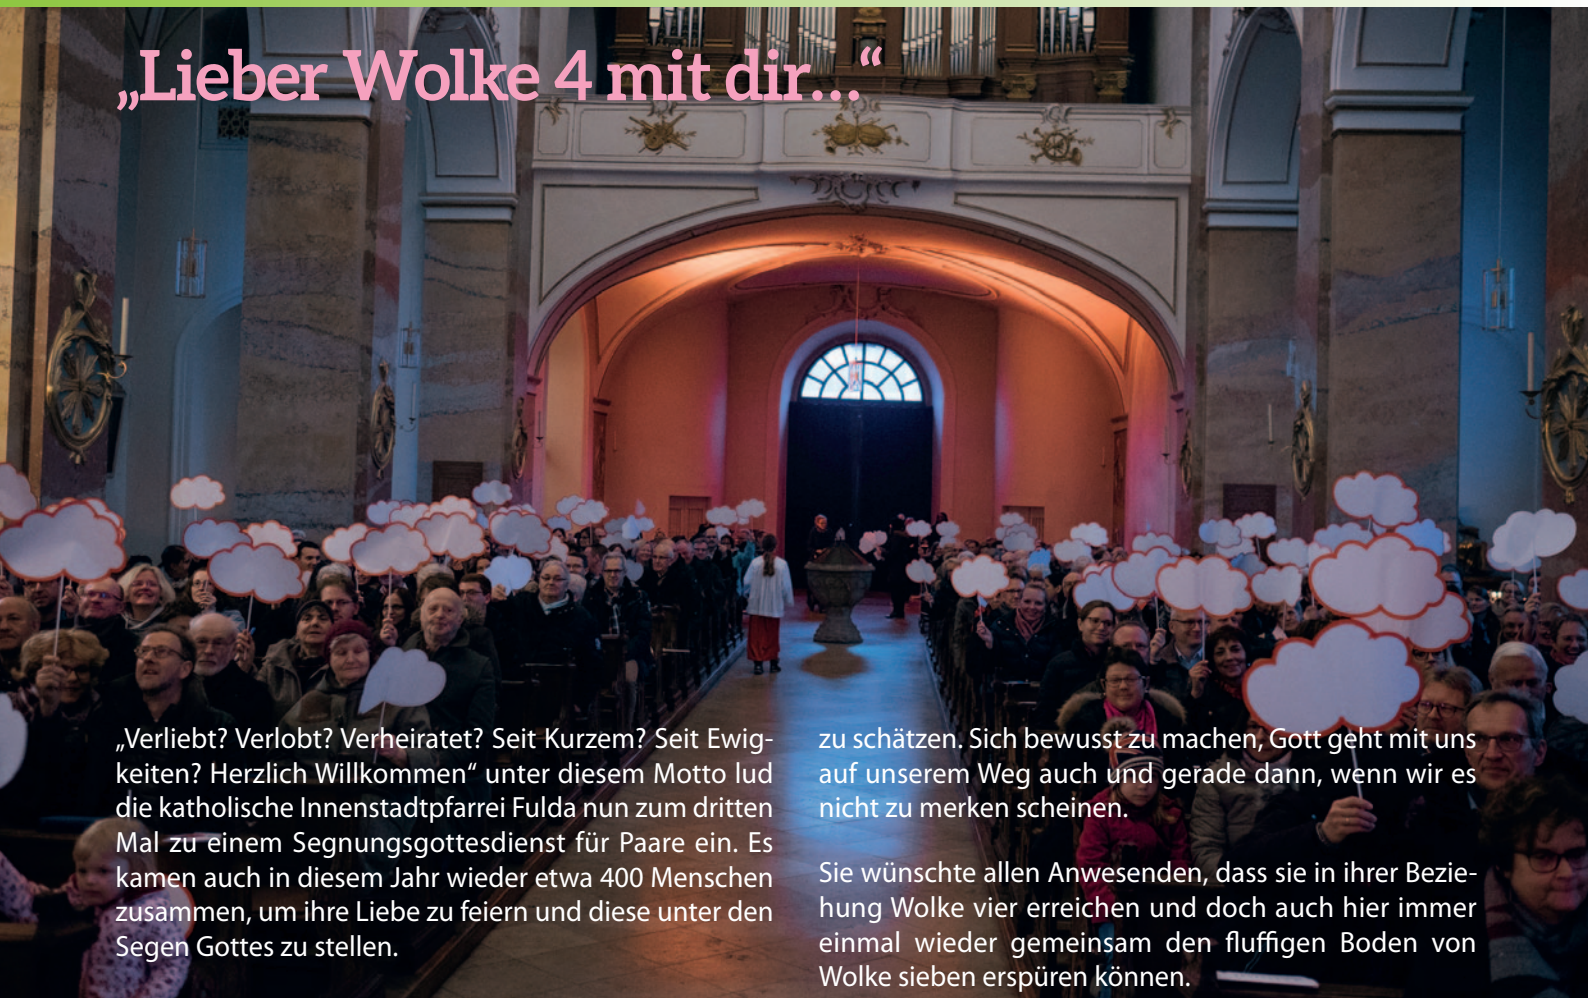 „Lieber Wolke 4 mit dir...“
„Verliebt? Verlobt? Verheiratet? Seit Kurzem? Seit Ewig-
keiten? Herzlich Willkommen“ unter diesem Motto lud
die katholische Innenstadtpfarrei Fulda nun zum dritten
Mal zu einem Segnungsgottesdienst für Paare ein. Es
kamen auch in diesem Jahr wieder etwa 400 Menschen
zusammen, um ihre Liebe zu feiern und diese unter den
Segen Gottes zu stellen.
zu schätzen. Sich bewusst zu machen, Gott geht mit uns
auf unserem Weg auch und gerade dann, wenn wir es
nicht zu merken scheinen.
Sie wünschte allen Anwesenden, dass sie in ihrer Bezie-
hung Wolke vier erreichen und doch auch hier immer
einmal wieder gemeinsam den fluffigen Boden von
Wolke sieben erspüren können.